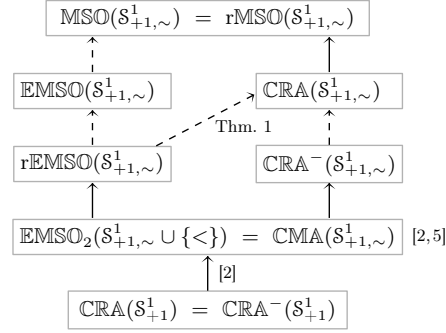 𝕄𝕊𝕆(𝒮¹₊₁,∼) = r𝕄𝕊𝕆(𝒮¹₊₁,∼)
𝔼𝕄𝕊𝕆(𝒮¹₊₁,∼) ℂℝ𝔸(𝒮¹₊₁,∼)
Thm. 1
r𝔼𝕄𝕊𝕆(𝒮¹₊₁,∼) ℂℝ𝔸⁻(𝒮¹₊₁,∼)
𝔼𝕄𝕊𝕆₂(𝒮¹₊₁,∼ ∪ {<}) = ℂ𝕄𝔸(𝒮¹₊₁,∼) [2,5]
[2]
ℂℝ𝔸(𝒮¹₊₁) = ℂℝ𝔸⁻(𝒮¹₊₁)